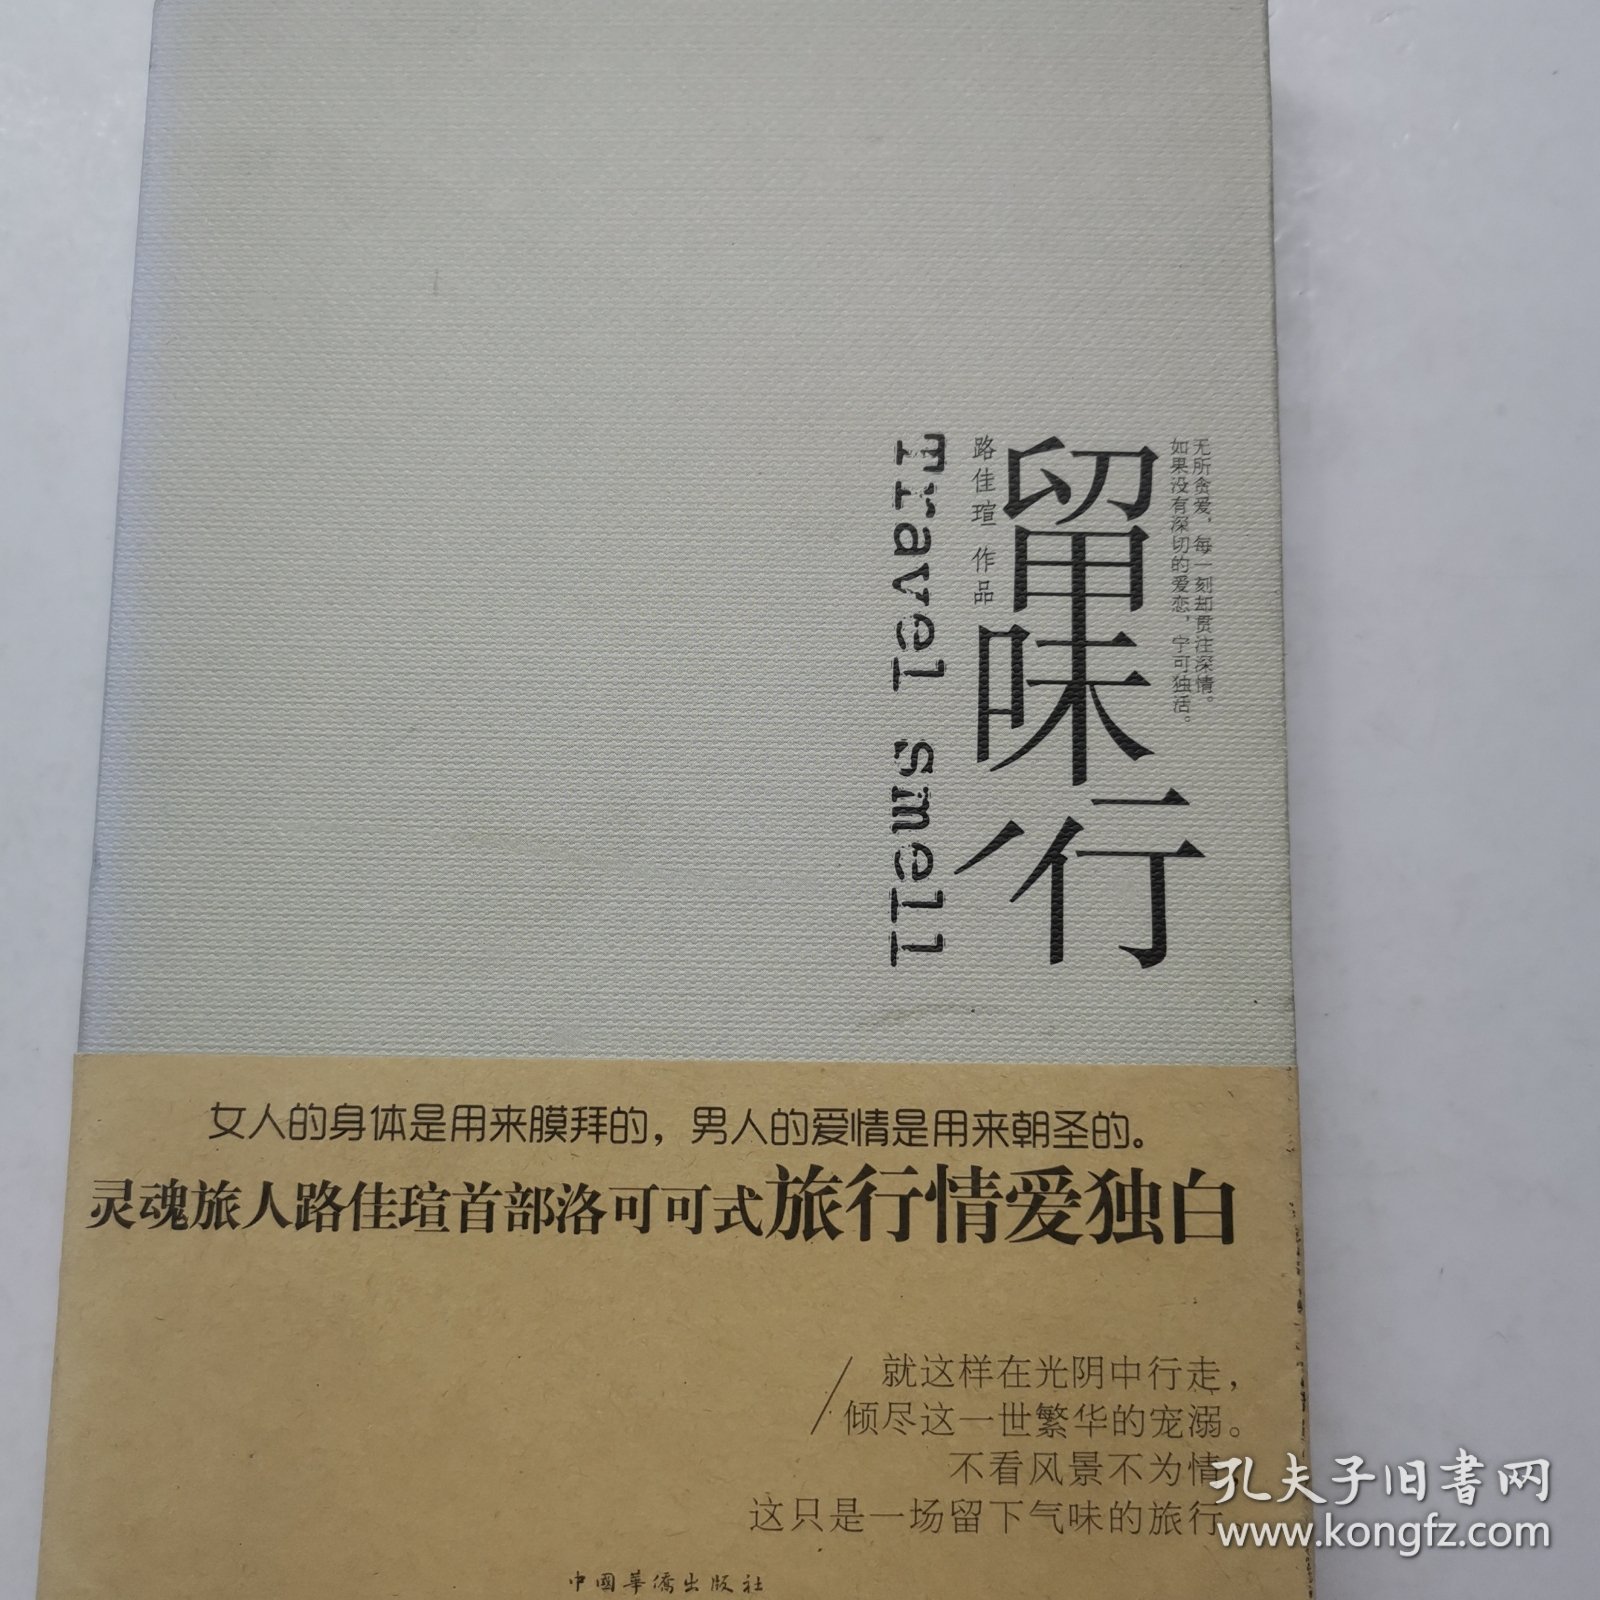 无所贪爱，每一刻却贯注深情。
如果没有深切的爱恋，宁可独活。
留味行
路佳瑄 作品
Travel smell
女人的身体是用来膜拜的，男人的爱情是用来朝圣的。
灵魂旅人路佳瑄首部洛可可式旅行情爱独白
就这样在光阴中行走，
倾尽这一世繁华的宠溺。
不看风景不为情，
这只是一场留下气味的旅行
中國華僑出版社
孔夫子旧书网
www.kongfz.com